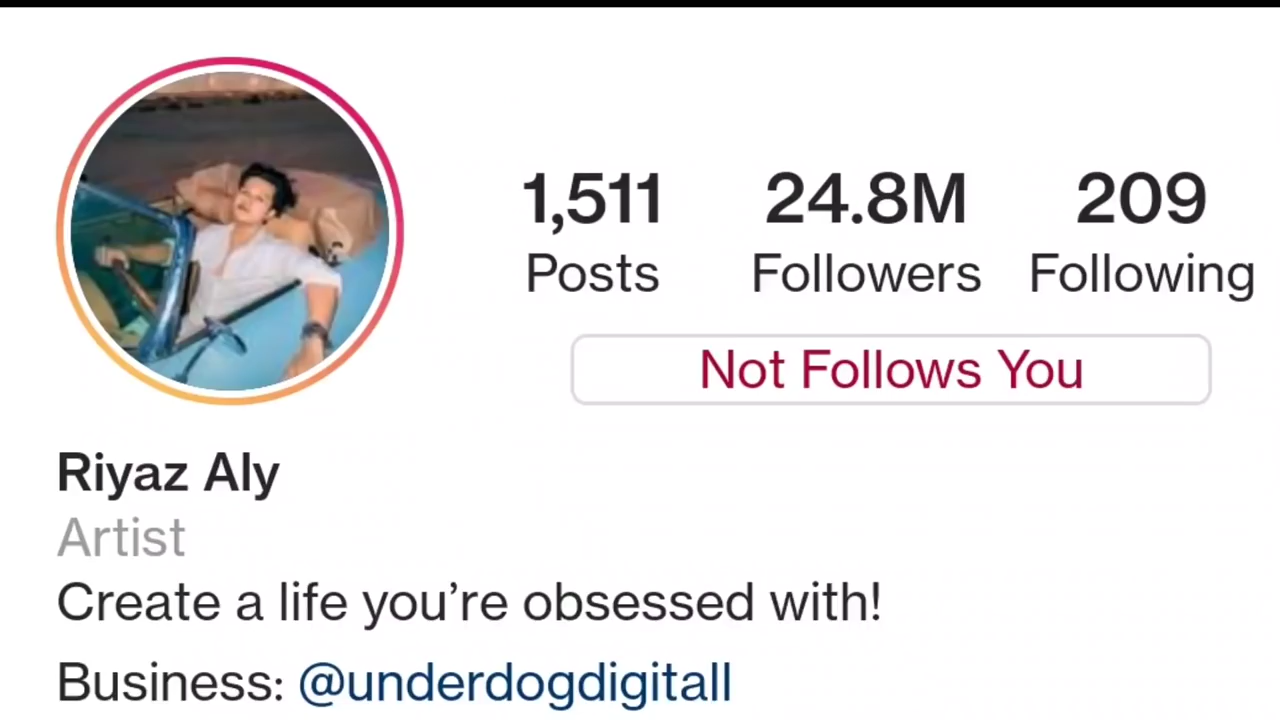 1,511 24.8M 209
Posts Followers Following
Not Follows You
Riyaz Aly
Artist
Create a life you’re obsessed with!
Business: @underdogdigitall